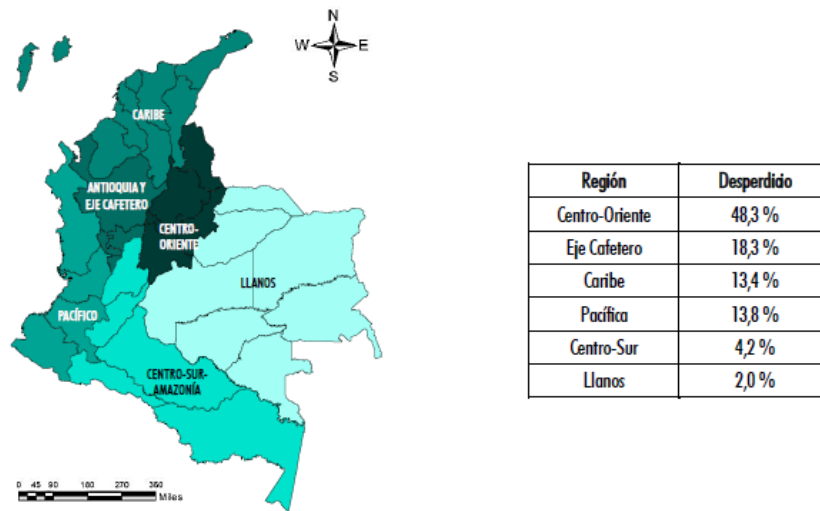 N
W E
S
CARIBE
ANTIOQUIA Y
EJE CAFETERO
CENTRO-
ORIENTE
LLANOS
PACÍFICO
CENTRO-SUR-
AMAZONÍA
0 45 90 180 270 360
Miles
Región Desperdicio
Centro-Oriente 48,3 %
Eje Cafetero 18,3 %
Caribe 13,4 %
Pacífica 13,8 %
Centro-Sur 4,2 %
Llanos 2,0 %